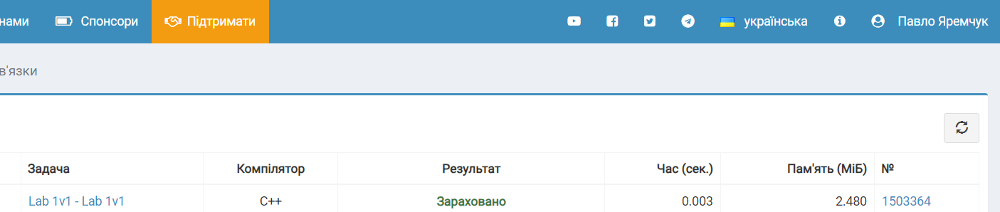 нами Спонсори Підтримати українська Павло Яремчук
в'язки
Задача Компілятор Результат Час (сек.) Пам'ять (МіБ) №
Lab 1v1 - Lab 1v1 C++ Зараховано 0.003 2.480 1503364